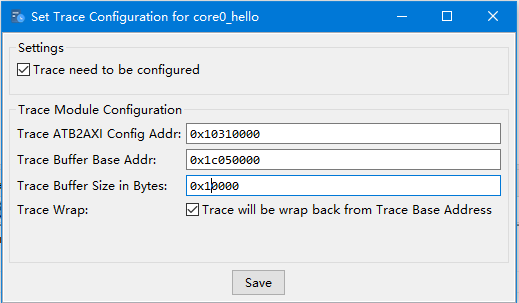 Set Trace Configuration for core0_hello
Settings
Trace need to be configured
Trace Module Configuration
Trace ATB2AXI Config Addr: 0x10310000
Trace Buffer Base Addr: 0x1c050000
Trace Buffer Size in Bytes: 0x10000
Trace Wrap: Trace will be wrap back from Trace Base Address
Save